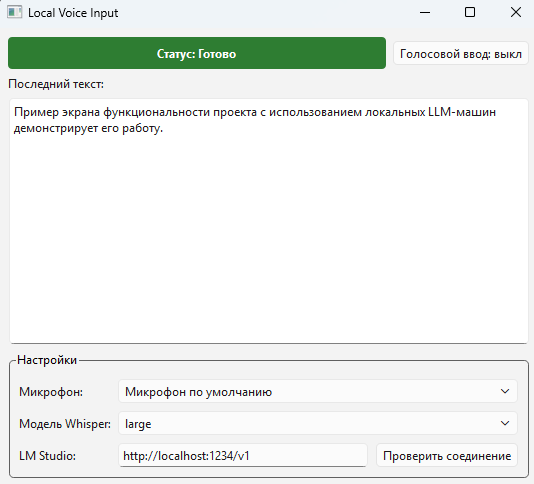 Local Voice Input
Статус: Готово
Голосовой ввод: выкл
Последний текст:
Пример экрана функциональности проекта с использованием локальных LLM-машин
демонстрирует его работу.
Настройки
Микрофон:
Микрофон по умолчанию
Модель Whisper:
large
LM Studio:
http://localhost:1234/v1
Проверить соединение